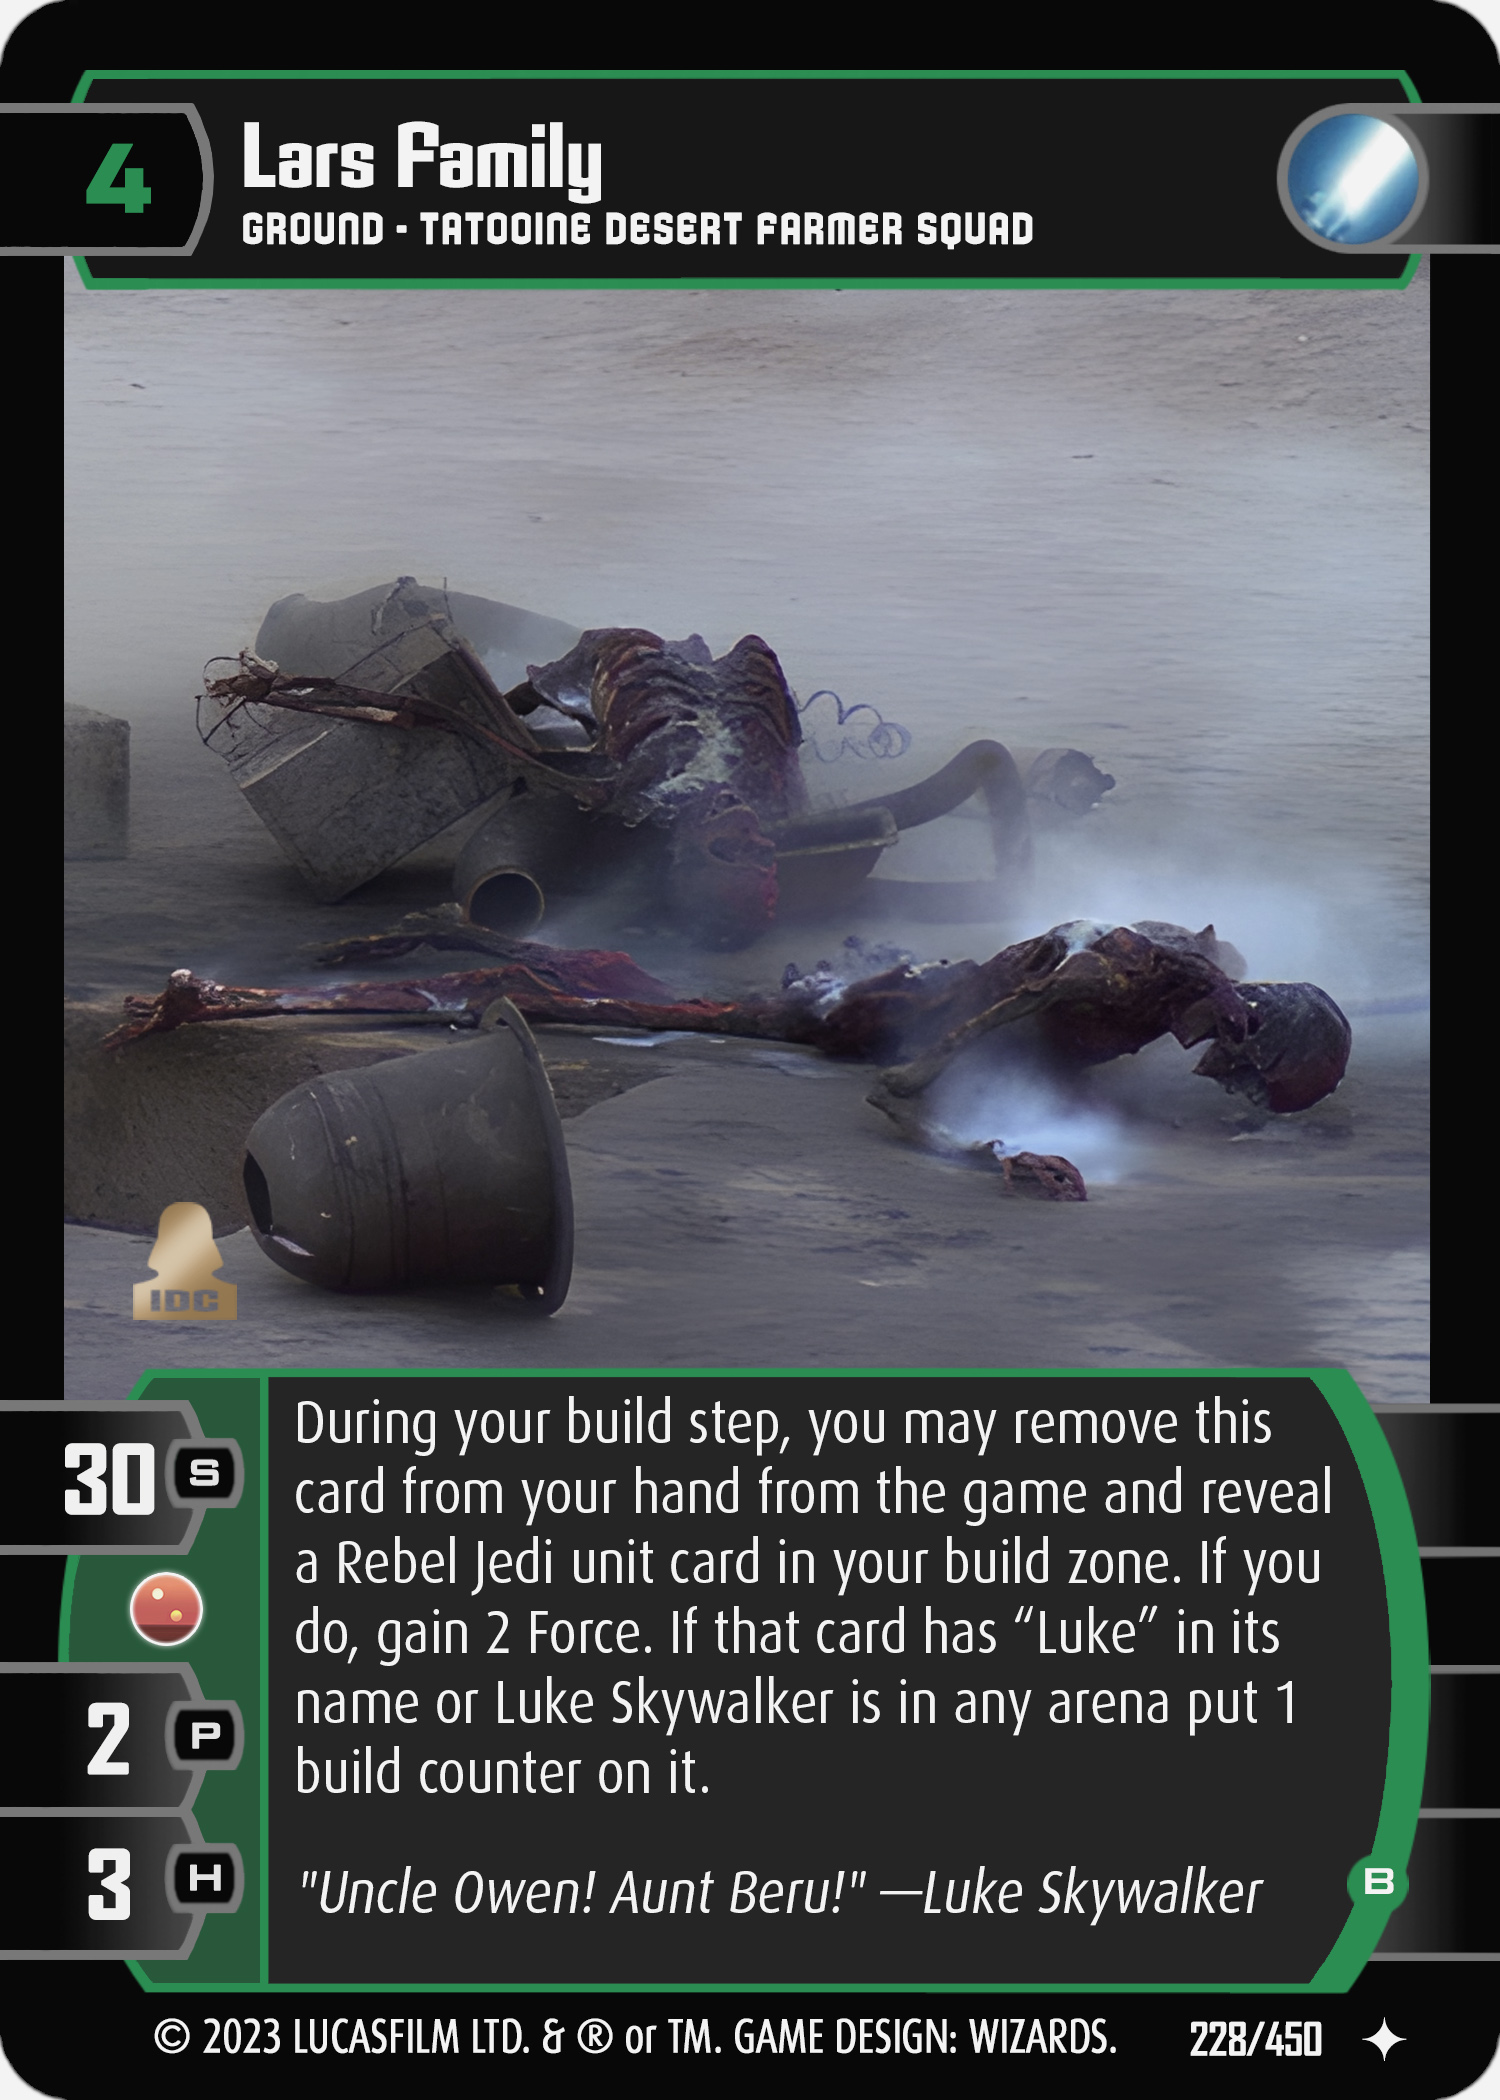 4
Lars Family
GROUND - TATOOINE DESERT FARMER SQUAD
IDC
30 S
2 P
3 H
During your build step, you may remove this
card from your hand from the game and reveal
a Rebel Jedi unit card in your build zone. If you
do, gain 2 Force. If that card has “Luke” in its
name or Luke Skywalker is in any arena put 1
build counter on it.
"Uncle Owen! Aunt Beru!" —Luke Skywalker
B
© 2023 LUCASFILM LTD. & ® or TM. GAME DESIGN: WIZARDS.
228/450